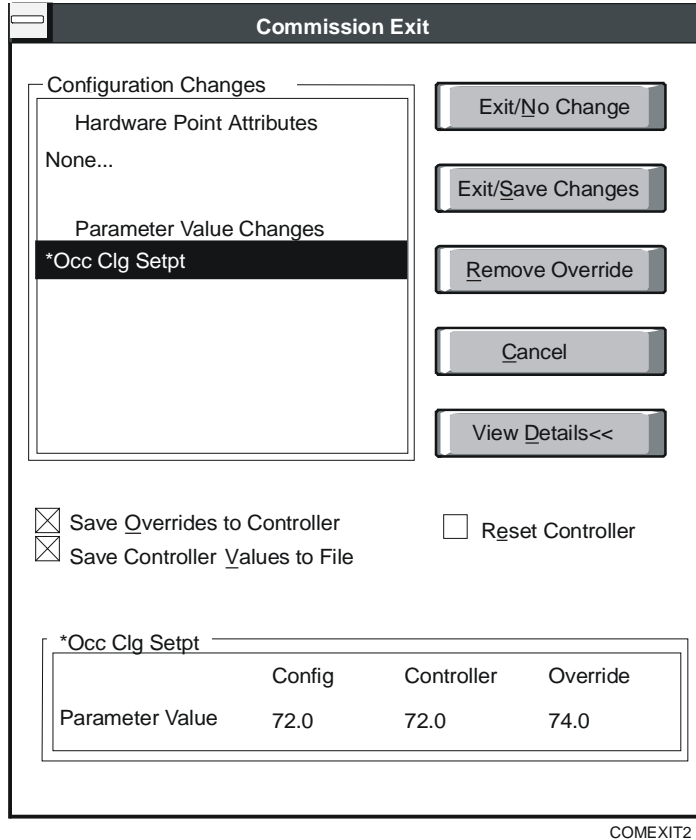 Commission Exit
Configuration Changes
Hardware Point Attributes
None...
Parameter Value Changes
*Occ Clg Setpt
Exit/No Change
Exit/Save Changes
Remove Override
Cancel
View Details<<
Save Overrides to Controller
Save Controller Values to File
Reset Controller
*Occ Clg Setpt
Config Controller Override
Parameter Value 72.0 72.0 74.0
COMEXIT2